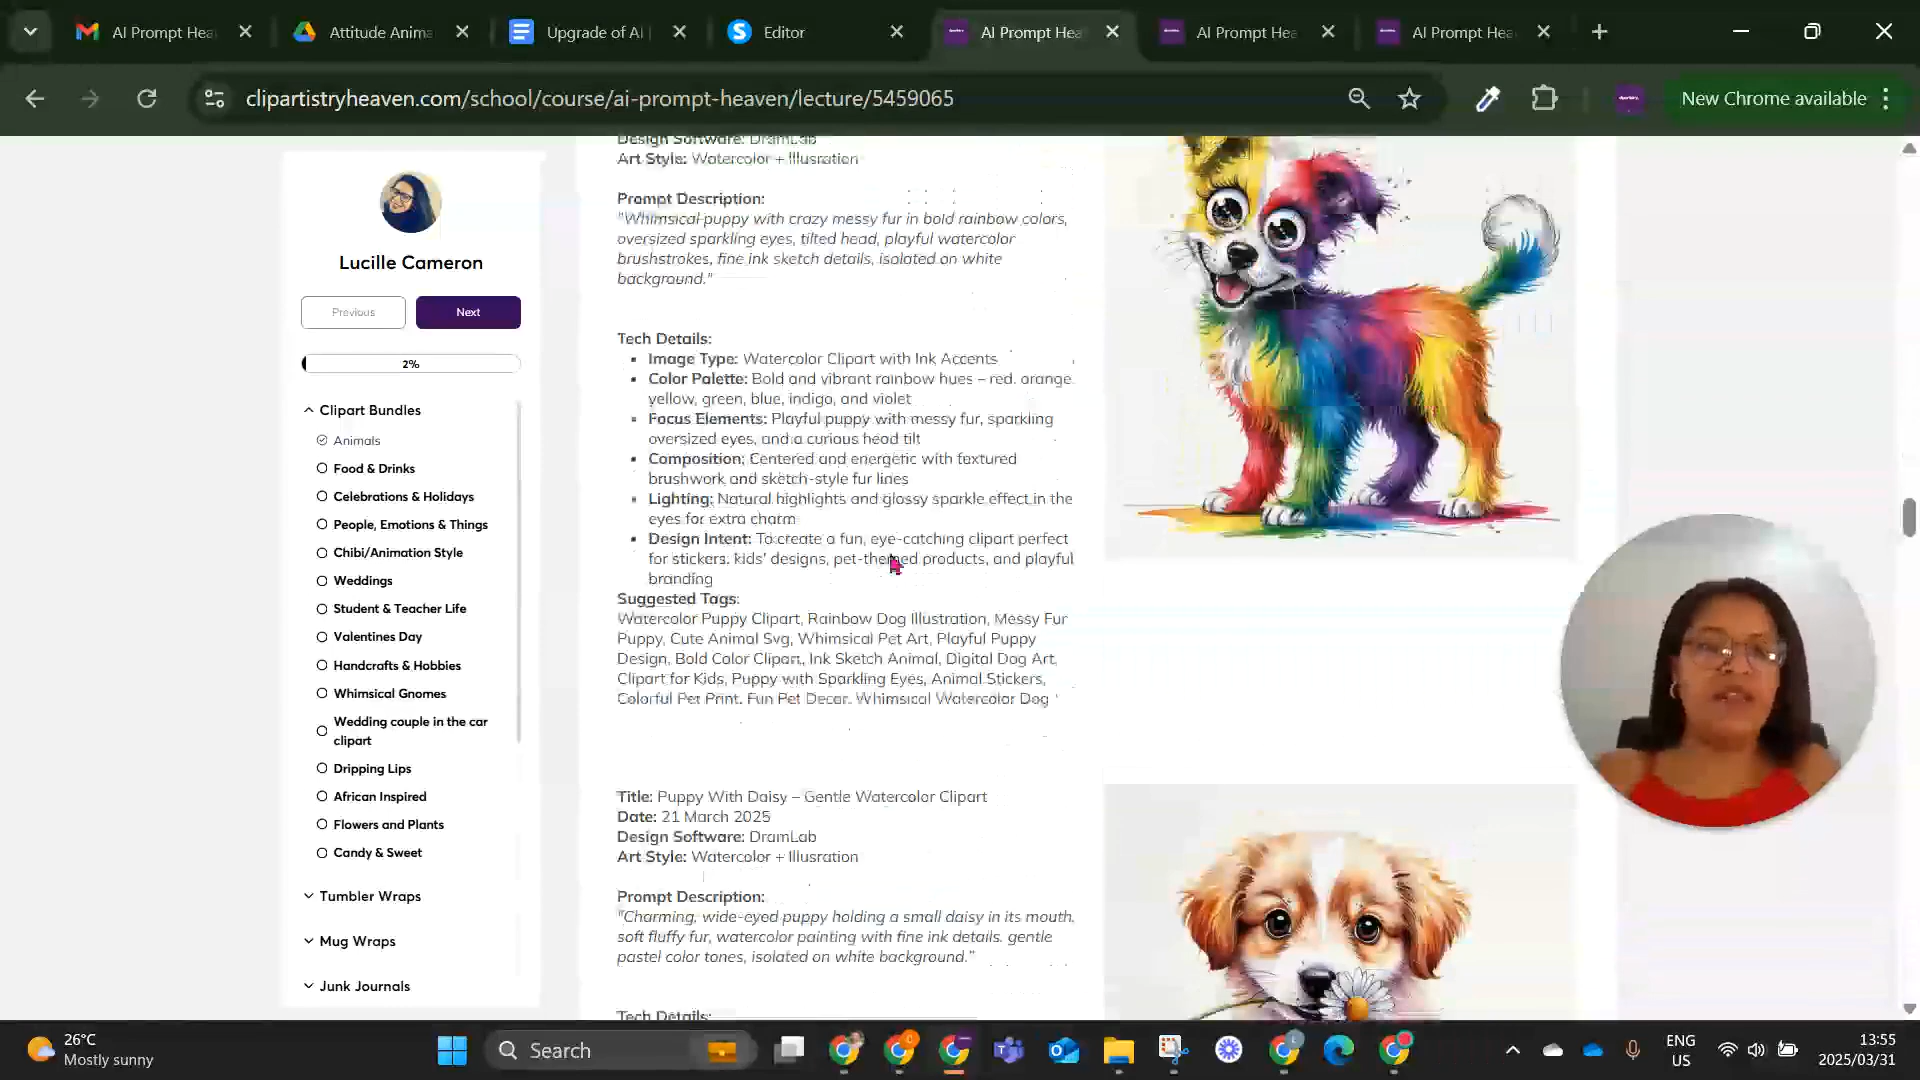 AI Prompt Hea
Attitude Anima
Upgrade of AI
Editor
AI Prompt Hea
AI Prompt Hea
AI Prompt Hea
clipartistryheaven.com/school/course/ai-prompt-heaven/lecture/5459065
New Chrome available
Lucille Cameron
Previous
Next
2%
Clipart Bundles
Animals
Food & Drinks
Celebrations & Holidays
People, Emotions & Things
Chibi/Animation Style
Weddings
Student & Teacher Life
Valentines Day
Handcrafts & Hobbies
Whimsical Gnomes
Wedding couple in the car
clipart
Dripping Lips
African Inspired
Flowers and Plants
Candy & Sweet
Tumbler Wraps
Mug Wraps
Junk Journals
Design Software: DramLab
Art Style: Watercolor + Illusration
Prompt Description:
"Whimsical puppy with crazy messy fur in bold rainbow colors,
oversized sparkling eyes, tilted head, playful watercolor
brushstrokes, fine ink sketch details, isolated on white
background."
Tech Details:
Image Type: Watercolor Clipart with Ink Accents
Color Palette: Bold and vibrant rainbow hues – red, orange,
yellow, green, blue, indigo, and violet
Focus Elements: Playful puppy with messy fur, sparkling
oversized eyes, and a curious head tilt
Composition: Centered and energetic with textured
brushwork and sketch-style fur lines
Lighting: Natural highlights and glossy sparkle effect in the
eyes for extra charm
Design Intent: To create a fun, eye-catching clipart perfect
for stickers, kids' designs, pet-themed products, and playful
branding
Suggested Tags:
Watercolor Puppy Clipart, Rainbow Dog Illustration, Messy Fur
Puppy, Cute Animal Svg, Whimsical Pet Art, Playful Puppy
Design, Bold Color Clipart, Ink Sketch Animal, Digital Dog Art,
Clipart for Kids, Puppy with Sparkling Eyes, Animal Stickers,
Colorful Pet Print, Fun Pet Decor, Whimsical Watercolor Dog
Title: Puppy With Daisy – Gentle Watercolor Clipart
Date: 21 March 2025
Design Software: DramLab
Art Style: Watercolor + Illusration
Prompt Description:
"Charming, wide-eyed puppy holding a small daisy in its mouth,
soft fluffy fur, watercolor painting with fine ink details, gentle
pastel color tones, isolated on white background."
Tech Details:
26°C
Mostly sunny
Search
ENG
US
13:55
2025/03/31